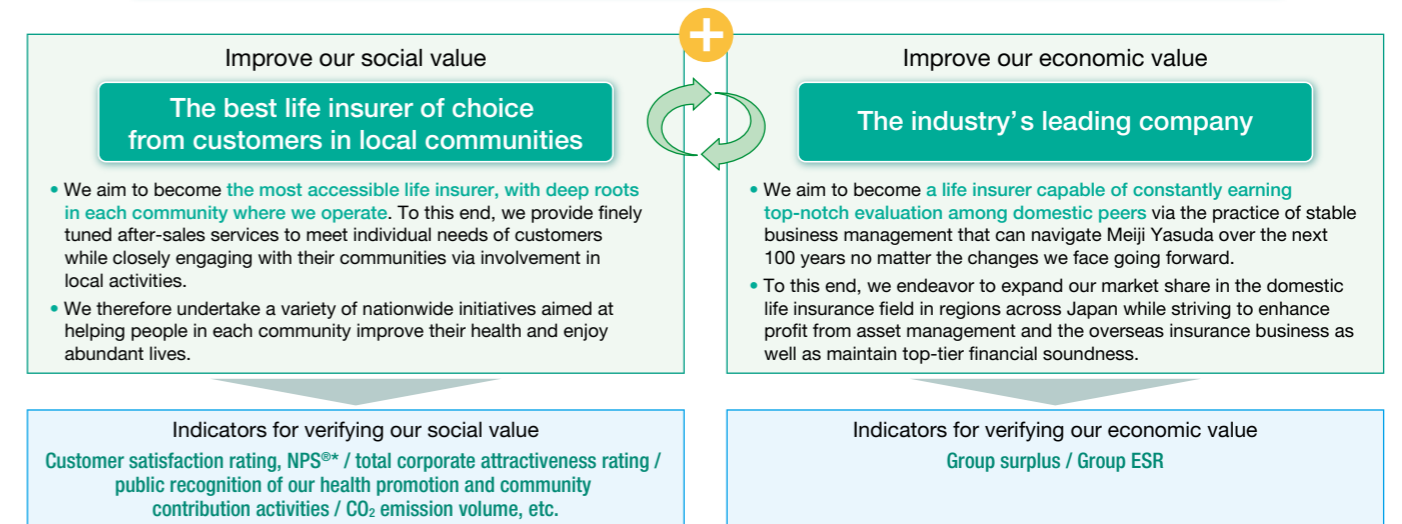 Improve our social value
The best life insurer of choice
from customers in local communities
• We aim to become the most accessible life insurer, with deep roots
in each community where we operate. To this end, we provide finely
tuned after-sales services to meet individual needs of customers
while closely engaging with their communities via involvement in
local activities.
• We therefore undertake a variety of nationwide initiatives aimed at
helping people in each community improve their health and enjoy
abundant lives.
Improve our economic value
The industry's leading company
• We aim to become a life insurer capable of constantly earning
top-notch evaluation among domestic peers via the practice of stable
business management that can navigate Meiji Yasuda over the next
100 years no matter the changes we face going forward.
• To this end, we endeavor to expand our market share in the domestic
life insurance field in regions across Japan while striving to enhance
profit from asset management and the overseas insurance business as
well as maintain top-tier financial soundness.
Indicators for verifying our social value
Customer satisfaction rating, NPS®* / total corporate attractiveness rating /
public recognition of our health promotion and community
contribution activities / CO₂ emission volume, etc.
Indicators for verifying our economic value
Group surplus / Group ESR